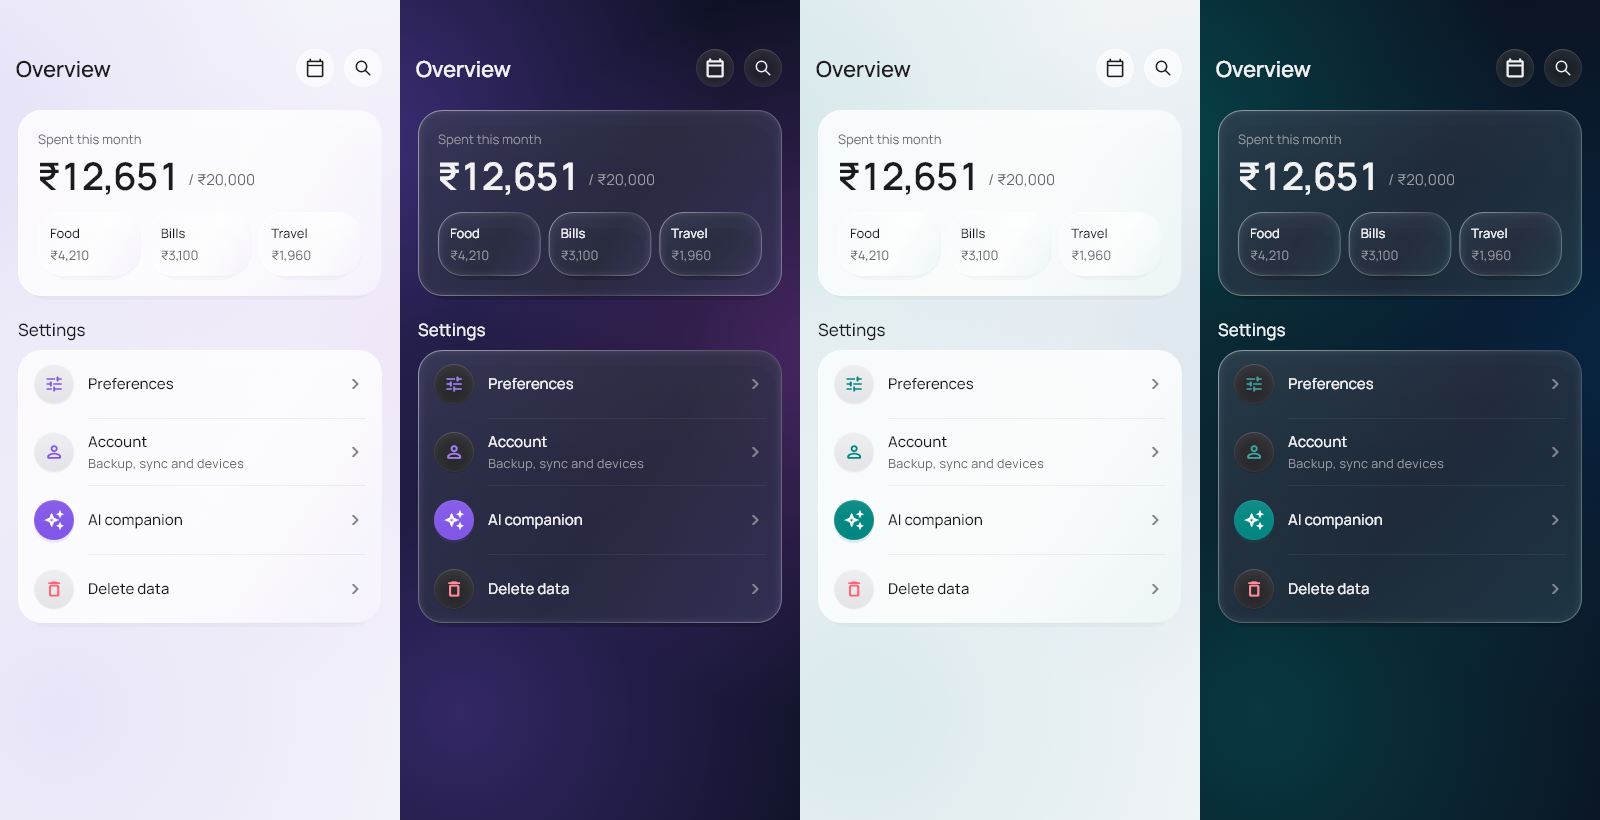 Overview
Spent this month
₹12,651 / ₹20,000
Food Bills Travel
₹4,210 ₹3,100 ₹1,960
Settings
Preferences
Account
Backup, sync and devices
AI companion
Delete data
Overview
Spent this month
₹12,651 / ₹20,000
Food Bills Travel
₹4,210 ₹3,100 ₹1,960
Settings
Preferences
Account
Backup, sync and devices
AI companion
Delete data
Overview
Spent this month
₹12,651 / ₹20,000
Food Bills Travel
₹4,210 ₹3,100 ₹1,960
Settings
Preferences
Account
Backup, sync and devices
AI companion
Delete data
Overview
Spent this month
₹12,651 / ₹20,000
Food Bills Travel
₹4,210 ₹3,100 ₹1,960
Settings
Preferences
Account
Backup, sync and devices
AI companion
Delete data